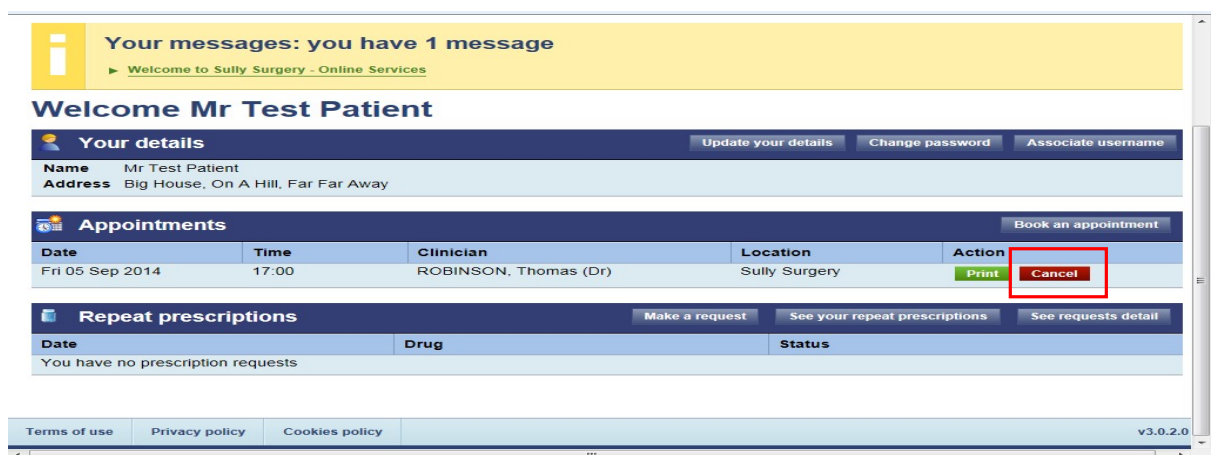 Your messages: you have 1 message
Welcome to Sully Surgery - Online Services
Welcome Mr Test Patient
Your details Update your details Change password Associate username
Name Mr Test Patient
Address Big House, On A Hill, Far Far Away
Appointments Book an appointment
Date Time Clinician Location Action
Fri 05 Sep 2014 17:00 ROBINSON, Thomas (Dr) Sully Surgery Print Cancel
Repeat prescriptions Make a request See your repeat prescriptions See requests detail
Date Drug Status
You have no prescription requests
Terms of use Privacy policy Cookies policy v3.0.2.0